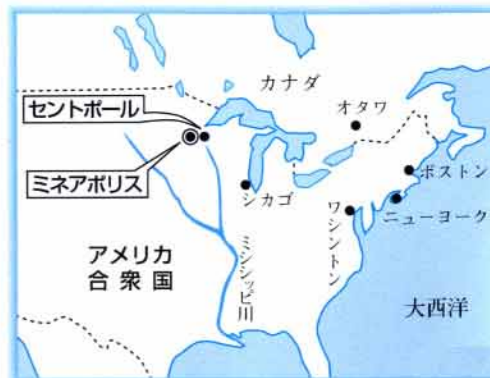 カナダ
セントポール
オタワ
ミネアポリス
シカゴ
ボストン
ニューヨーク
ワシントン
ミシシッピ川
アメリカ
合衆国
大西洋